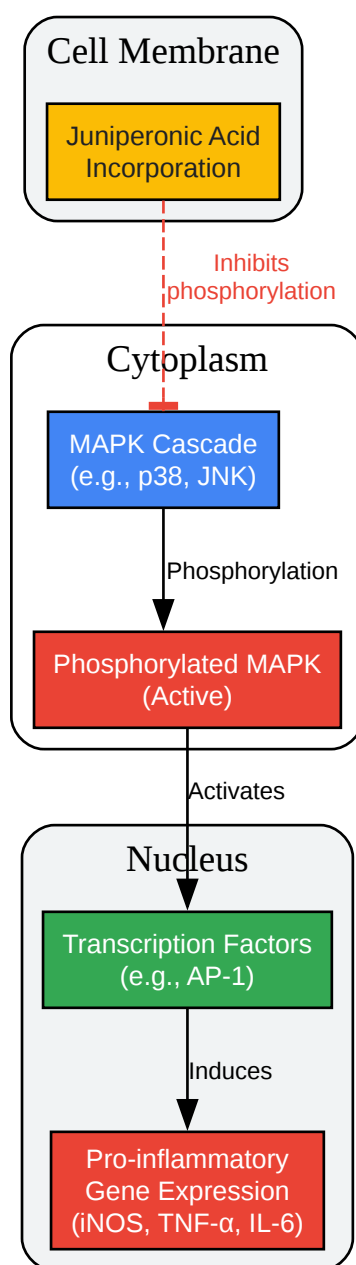 Cell Membrane
Juniperonic Acid
Incorporation
Inhibits
phosphorylation
Cytoplasm
MAPK Cascade
(e.g., p38, JNK)
Phosphorylation
Phosphorylated MAPK
(Active)
Activates
Nucleus
Transcription Factors
(e.g., AP-1)
Induces
Pro-inflammatory
Gene Expression
(iNOS, TNF-α, IL-6)